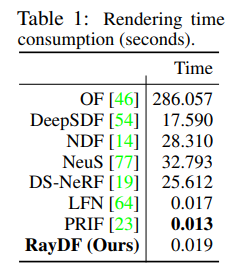 Table 1: Rendering time
consumption (seconds).
Time
OF [46] 286.057
DeepSDF [54] 17.590
NDF [14] 28.310
NeuS [77] 32.793
DS-NeRF [19] 25.612
LFN [64] 0.017
PRIF [23] 0.013
RayDF (Ours) 0.019